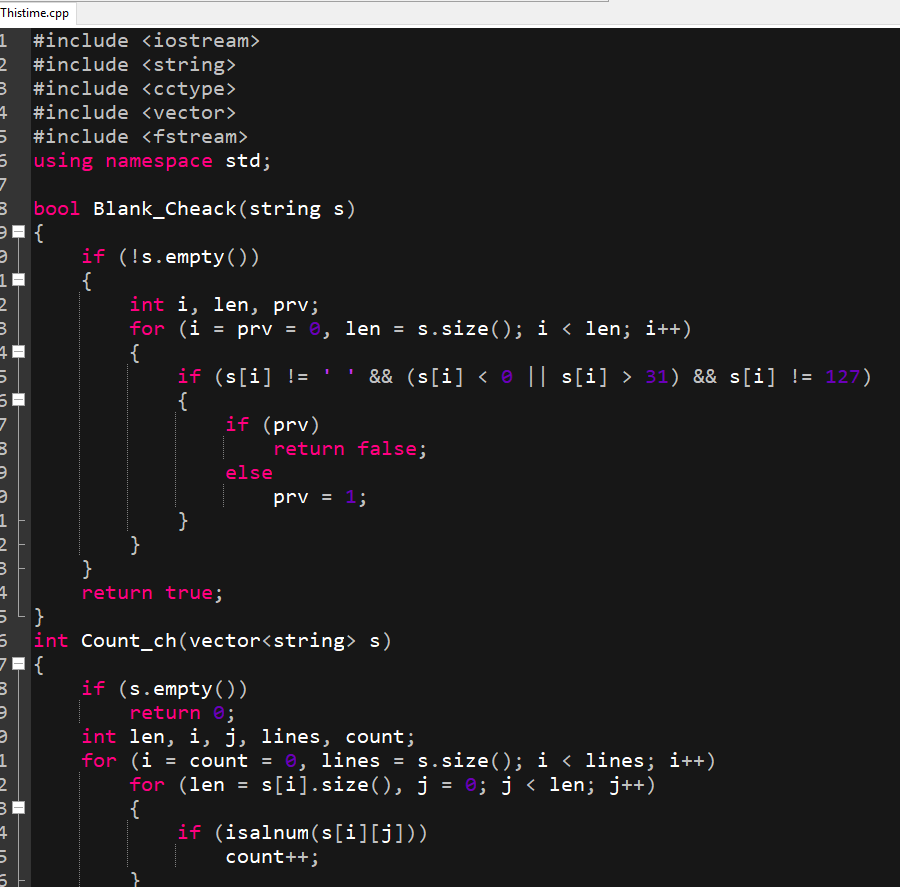 Thistime.cpp
1 #include <iostream>
2 #include <string>
3 #include <cctype>
4 #include <vector>
5 #include <fstream>
6 using namespace std;
7
8 bool Blank_Cheack(string s)
9 {
0 if (!s.empty())
1 {
2 int i, len, prv;
3 for (i = prv = 0, len = s.size(); i < len; i++)
4 {
5 if (s[i] != ' ' && (s[i] < 0 || s[i] > 31) && s[i] != 127)
6 {
7 if (prv)
8 return false;
9 else
0 prv = 1;
1 }
2 }
3 }
4 return true;
5 }
6 int Count_ch(vector<string> s)
7 {
8 if (s.empty())
9 return 0;
0 int len, i, j, lines, count;
1 for (i = count = 0, lines = s.size(); i < lines; i++)
2 for (len = s[i].size(), j = 0; j < len; j++)
3 {
4 if (isalnum(s[i][j]))
5 count++;
6 }